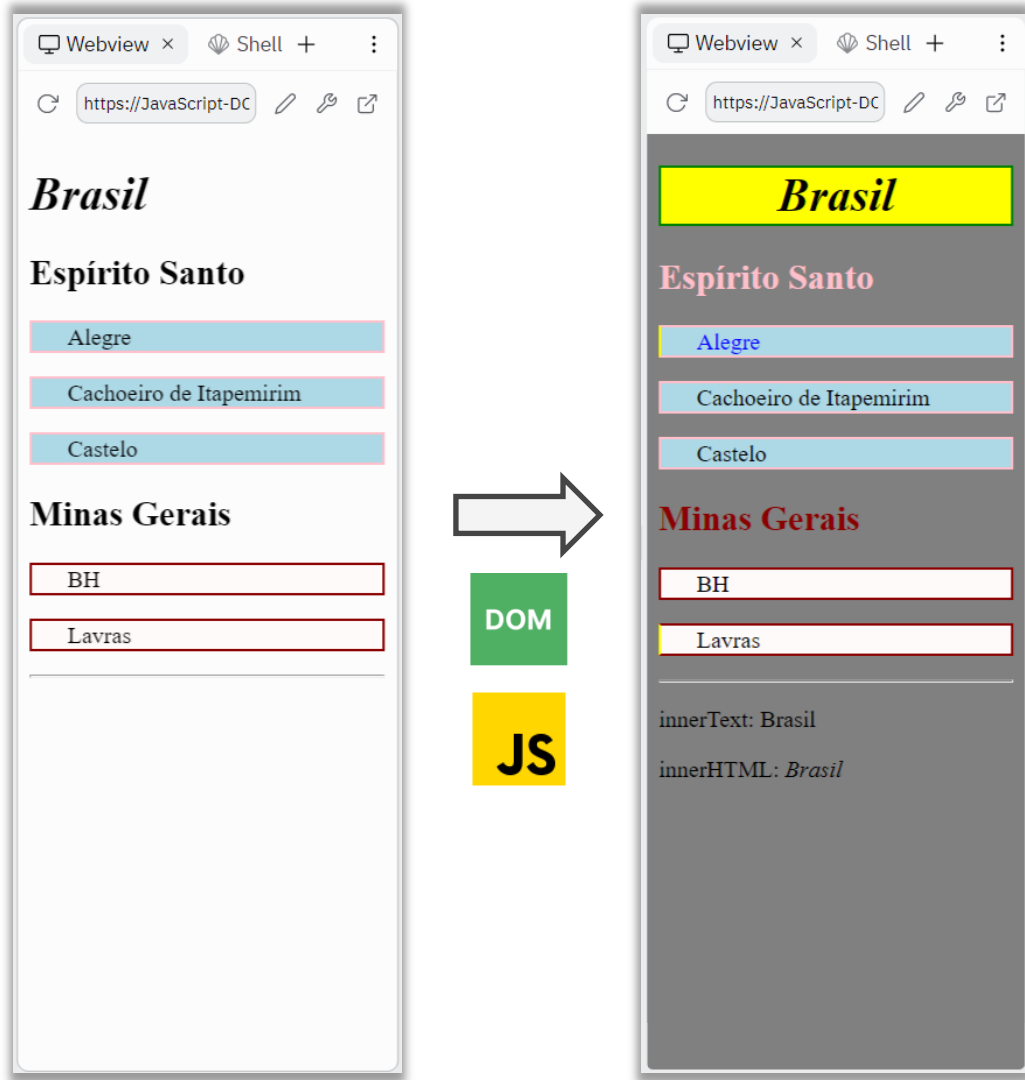 Webview × Shell +
https://JavaScript-DC
Brasil
Espírito Santo
Alegre
Cachoeiro de Itapemirim
Castelo
Minas Gerais
BH
Lavras
DOM
JS
Webview × Shell +
https://JavaScript-DC
Brasil
Espírito Santo
Alegre
Cachoeiro de Itapemirim
Castelo
Minas Gerais
BH
Lavras
innerText: Brasil
innerHTML: Brasil